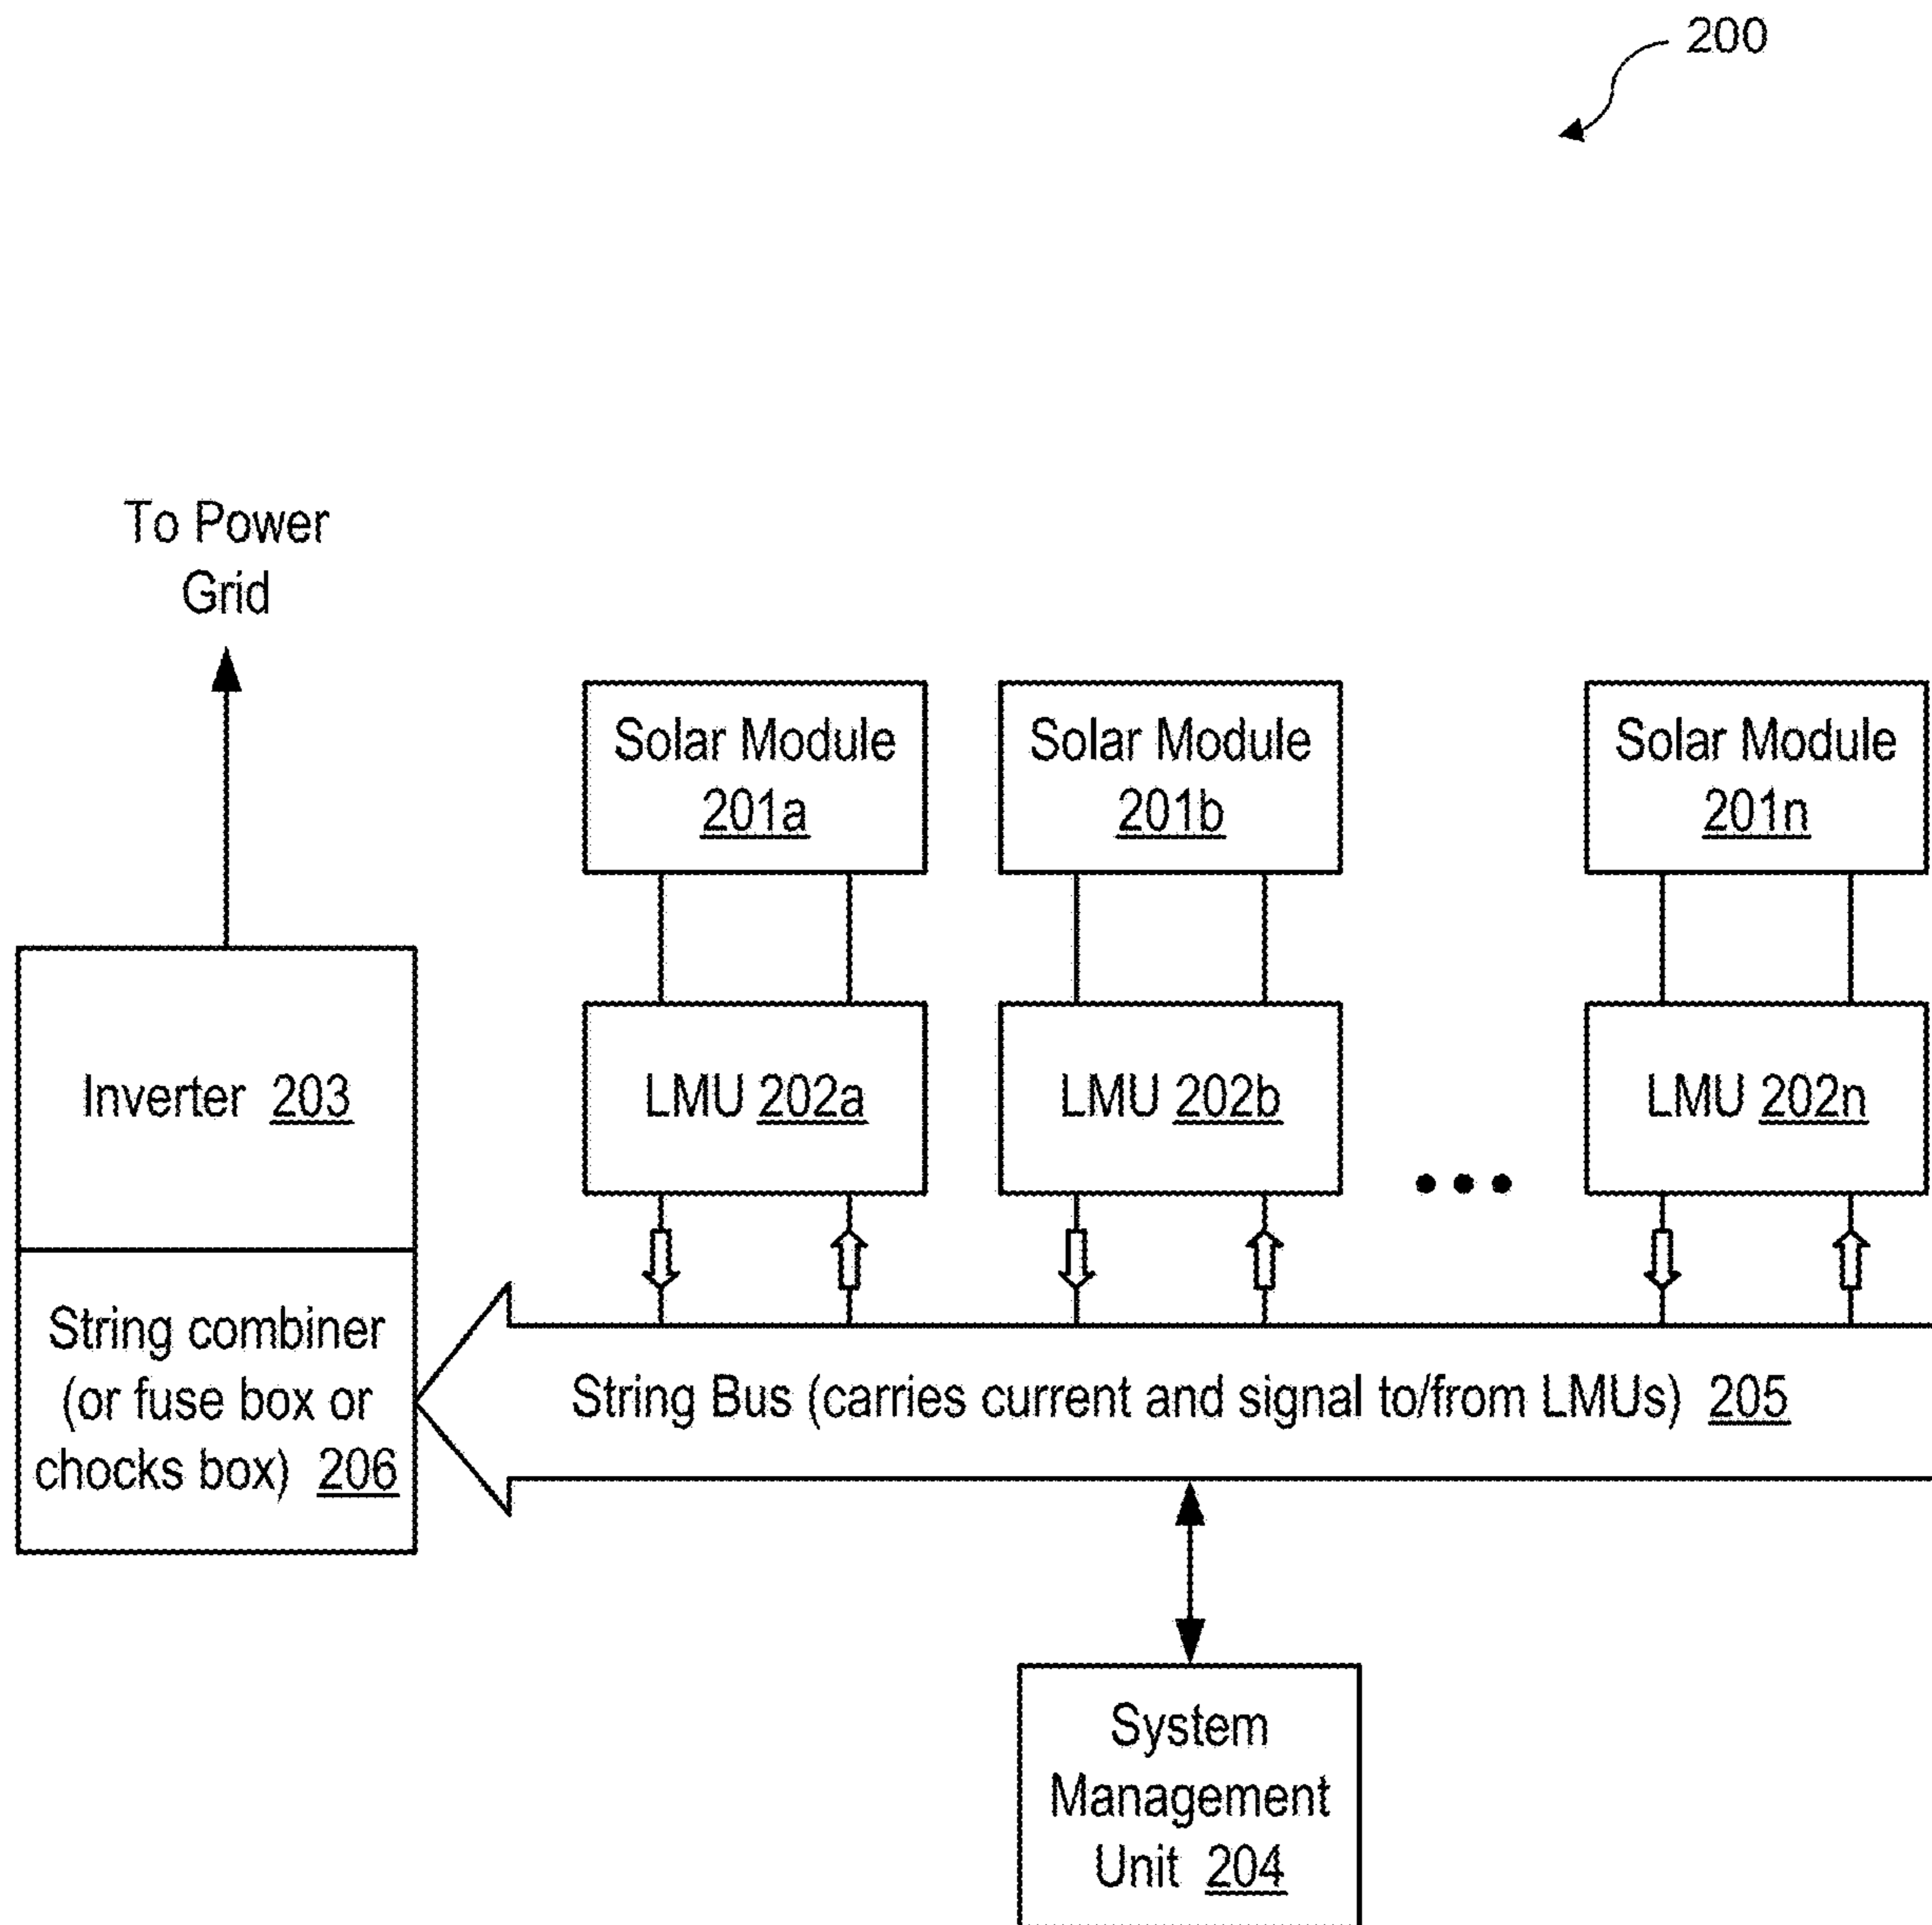 200
To Power
Grid
Solar Module
201a
Solar Module
201b
Solar Module
201n
Inverter 203
LMU 202a
LMU 202b
LMU 202n
String combiner
(or fuse box or
chocks box) 206
String Bus (carries current and signal to/from LMUs) 205
System
Management
Unit 204